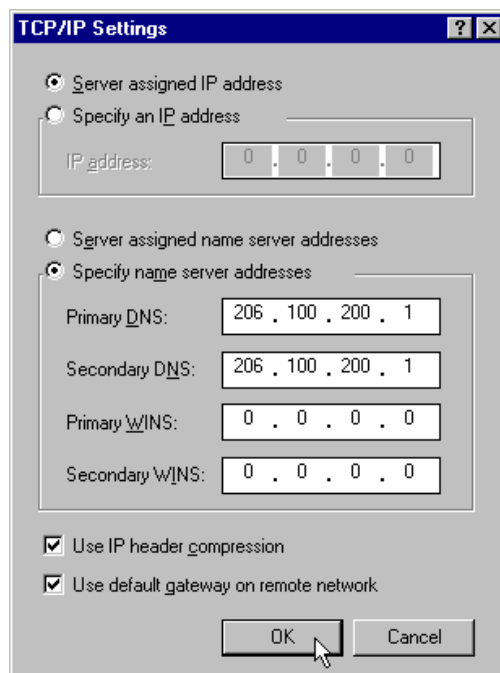 TCP/IP Settings
Server assigned IP address
Specify an IP address
IP address: 0 . 0 . 0 . 0
Server assigned name server addresses
Specify name server addresses
Primary DNS: 206 . 100 . 200 . 1
Secondary DNS: 206 . 100 . 200 . 1
Primary WINS: 0 . 0 . 0 . 0
Secondary WINS: 0 . 0 . 0 . 0
Use IP header compression
Use default gateway on remote network
OK Cancel